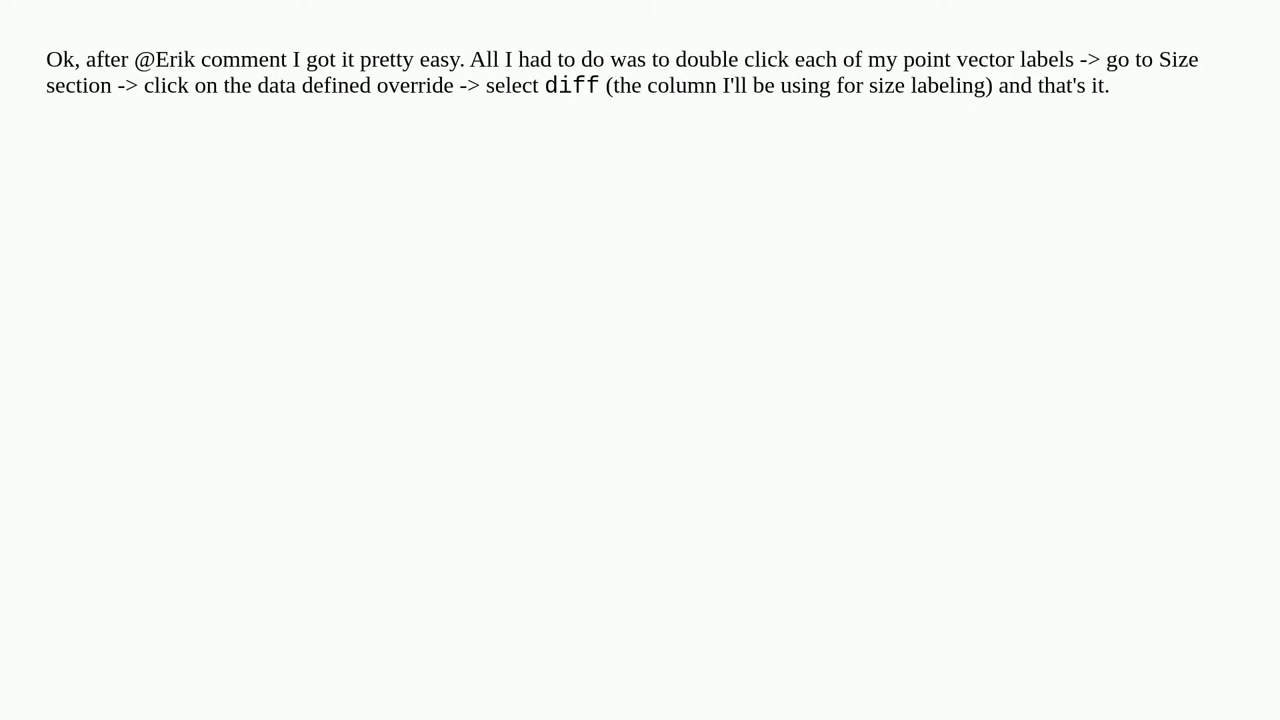 Ok, after @Erik comment I got it pretty easy. All I had to do was to double click each of my point vector labels -> go to Size
section -> click on the data defined override -> select diff (the column I'll be using for size labeling) and that's it.